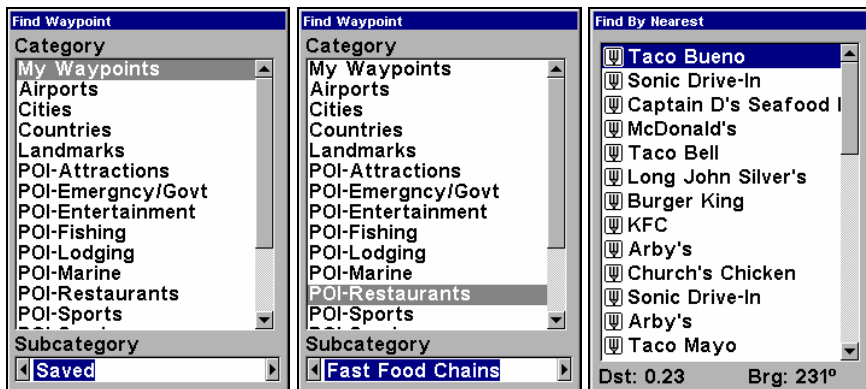 Find Waypoint
Category
My Waypoints
Airports
Cities
Countries
Landmarks
POI-Attractions
POI-Emergncy/Govt
POI-Entertainment
POI-Fishing
POI-Lodging
POI-Marine
POI-Restaurants
POI-Sports
Subcategory
Saved
Find Waypoint
Category
My Waypoints
Airports
Cities
Countries
Landmarks
POI-Attractions
POI-Emergncy/Govt
POI-Entertainment
POI-Fishing
POI-Lodging
POI-Marine
POI-Restaurants
POI-Sports
Subcategory
Fast Food Chains
Find By Nearest
Taco Bueno
Sonic Drive-In
Captain D's Seafood
McDonald's
Taco Bell
Long John Silver's
Burger King
KFC
Arby's
Church's Chicken
Sonic Drive-In
Arby's
Taco Mayo
Dst: 0.23 Brg: 231º